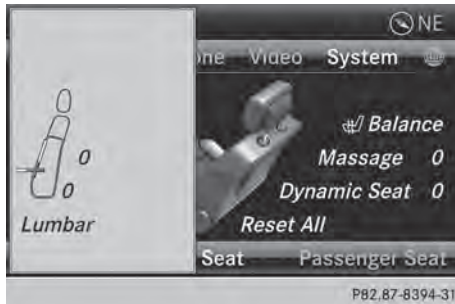 NE
one Video System
Balance
0
Massage 0
0
Dynamic Seat 0
Lumbar
Reset All
Seat Passenger Seat
P82.87-8394-31